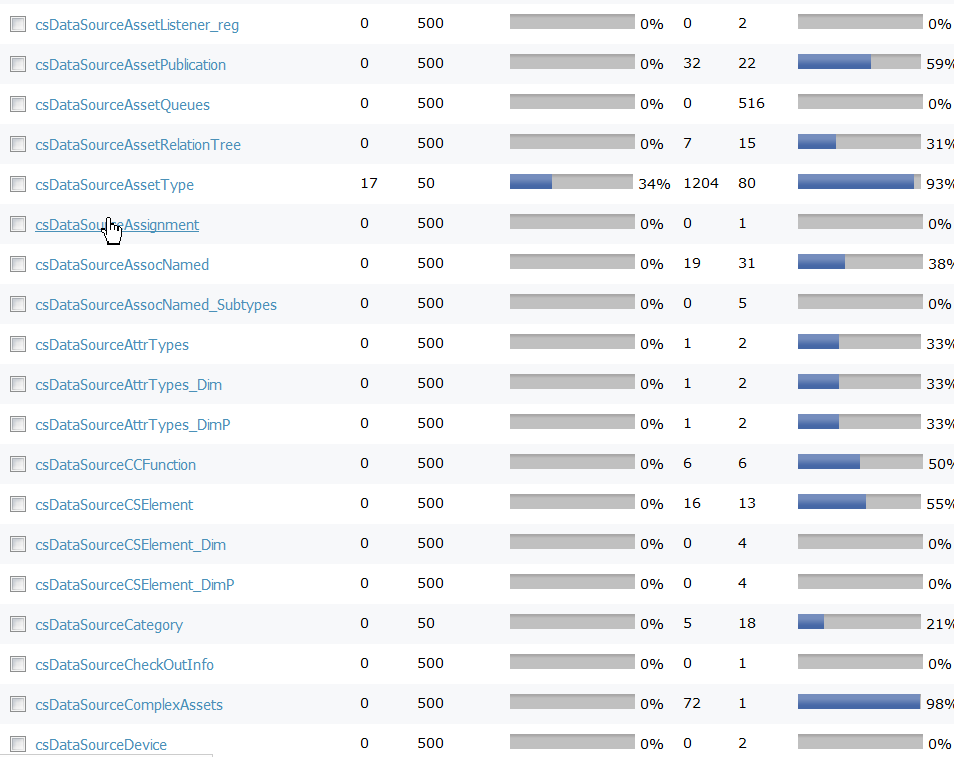 csDataSourceAssetListener_reg 0 500 0% 0 2 0%
csDataSourceAssetPublication 0 500 0% 32 22 59%
csDataSourceAssetQueues 0 500 0% 0 516 0%
csDataSourceAssetRelationTree 0 500 0% 7 15 31%
csDataSourceAssetType 17 50 34% 1204 80 93%
csDataSourceAssignment 0 500 0% 0 1 0%
csDataSourceAssocNamed 0 500 0% 19 31 38%
csDataSourceAssocNamed_Subtypes 0 500 0% 0 5 0%
csDataSourceAttrTypes 0 500 0% 1 2 33%
csDataSourceAttrTypes_Dim 0 500 0% 1 2 33%
csDataSourceAttrTypes_DimP 0 500 0% 1 2 33%
csDataSourceCCFunction 0 500 0% 6 6 50%
csDataSourceCSElement 0 500 0% 16 13 55%
csDataSourceCSElement_Dim 0 500 0% 0 4 0%
csDataSourceCSElement_DimP 0 500 0% 0 4 0%
csDataSourceCategory 0 50 0% 5 18 21%
csDataSourceCheckOutInfo 0 500 0% 0 1 0%
csDataSourceComplexAssets 0 500 0% 72 1 98%
csDataSourceDevice 0 500 0% 0 2 0%